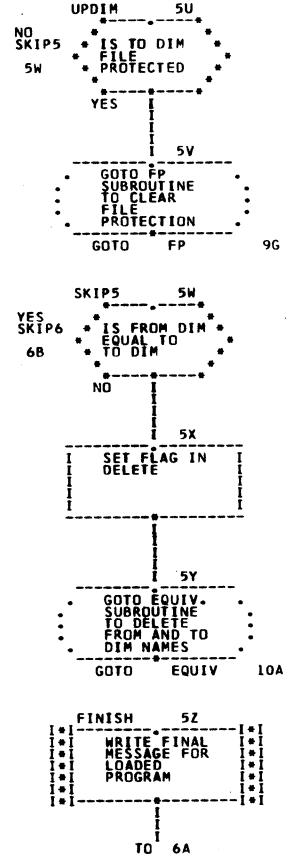 UPDIM 5U
NO
SKIP5
IS TO DIM
FILE
5W
PROTECTED
YES
5V
GOTO FP
SUBROUTINE
TO CLEAR
FILE
PROTECTION
GOTO FP 9G
SKIP5 5W
YES
SKIP6
IS FROM DIM
EQUAL TO
6B
TO DIM
NO
5X
SET FLAG IN
DELETE
5Y
GOTO EQUIV.
SUBROUTINE
TO DELETE
FROM AND TO
DIM NAMES
GOTO EQUIV 10A
FINISH 5Z
WRITE FINAL
MESSAGE FOR
LOADED
PROGRAM
TO 6A